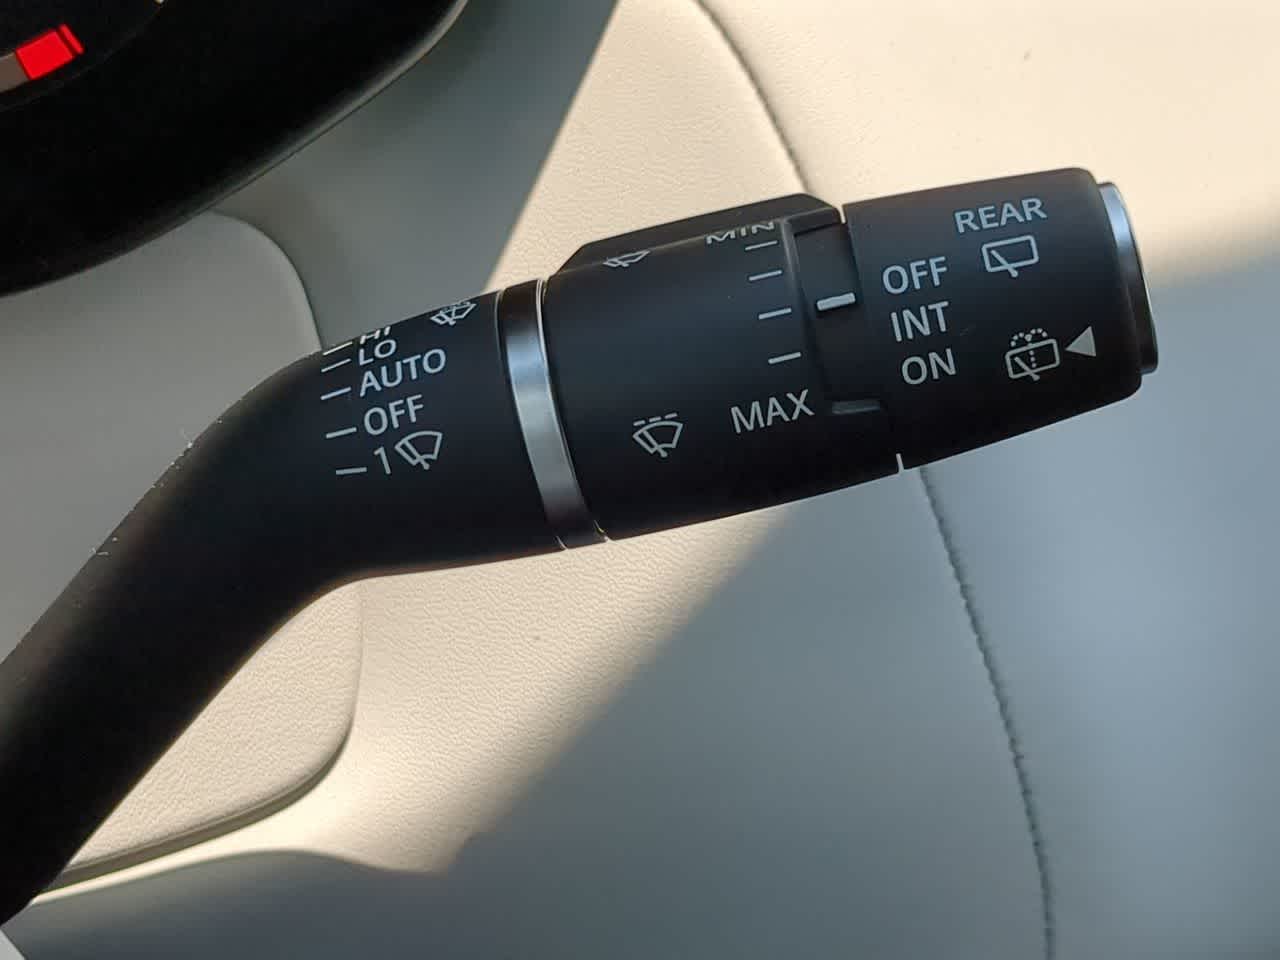 HI
LO
AUTO
OFF
1
MIN
MAX
REAR
OFF
INT
ON